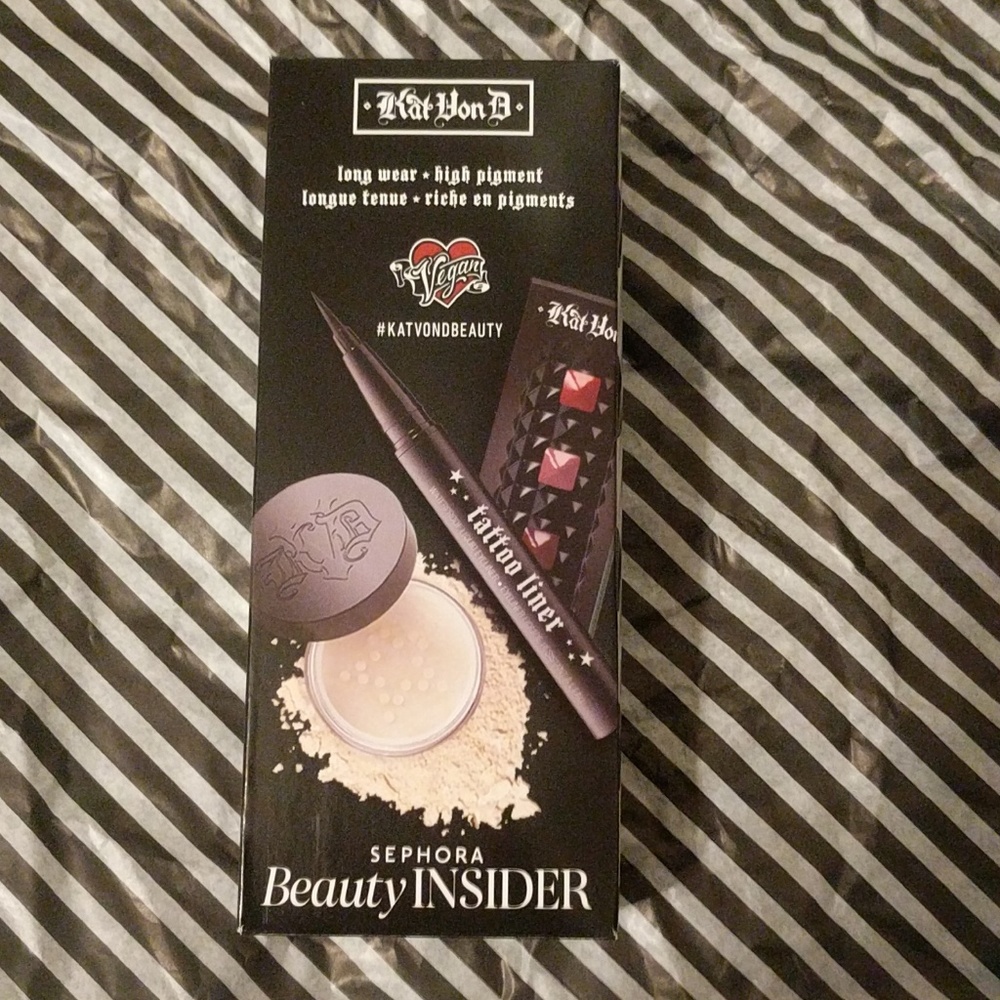 · Kat Von D ·
long wear ★ high pigment
longue tenue ★ riche en pigments
Vegan
#KATVONDBEAUTY
· Kat Vo
tattoo liner
SEPHORA
Beauty INSIDER